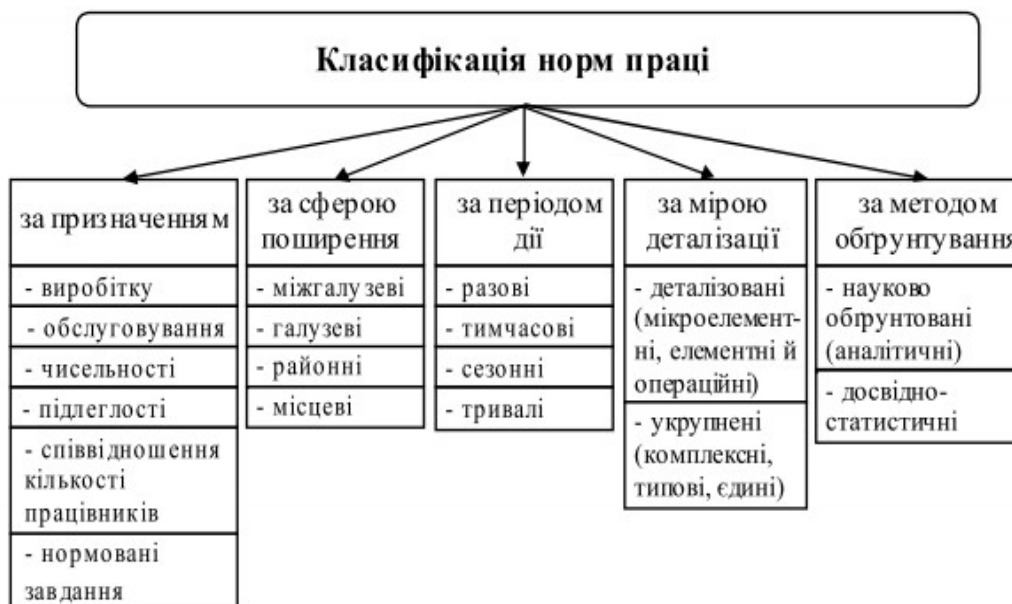 Класифікація норм праці
за призначенням
- виробітку
- обслуговування
- чисельності
- підлеглості
- співвідношення
кількості
працівників
- нормовані
завдання
за сферою
поширення
- міжгалузеві
- галузеві
- районні
- місцеві
за періодом
дії
- разові
- тимчасові
- сезонні
- тривалі
за мірою
деталізації
- деталізовані
(мікроелемент-
ні, елементні й
операційні)
- укрупнені
(комплексні,
типові, єдині)
за методом
обґрунтування
- науково
обґрунтовані
(аналітичні)
- досвідно-
статистичні